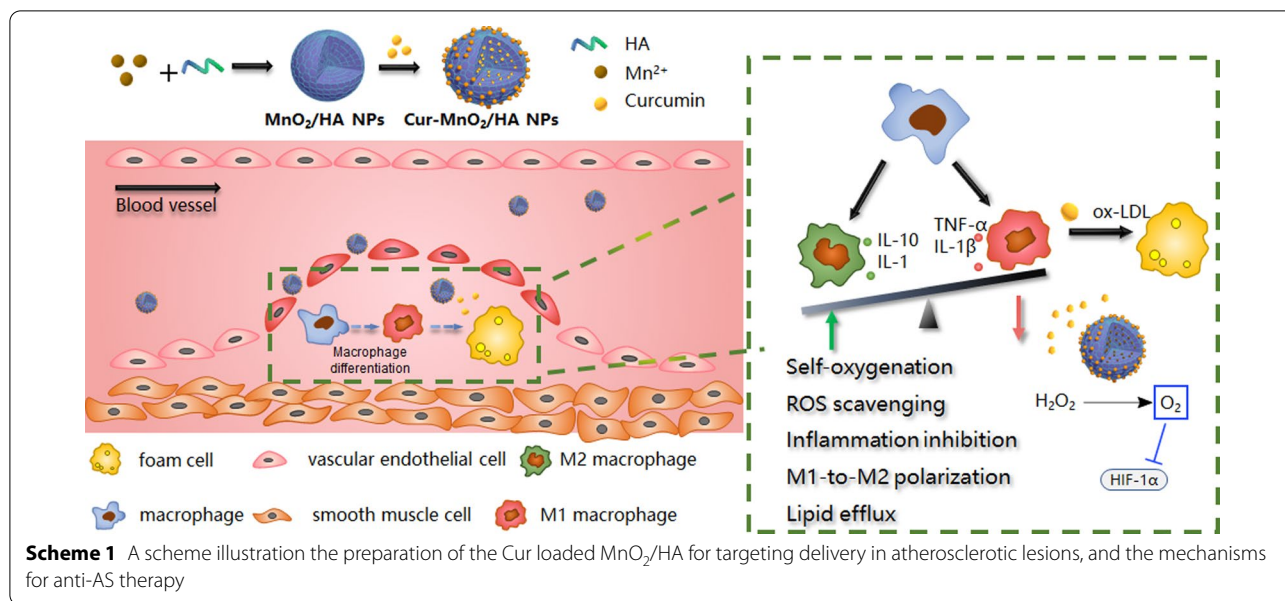 HA
Mn²⁺
Curcumin
MnO₂/HA NPs
Cur-MnO₂/HA NPs
Blood vessel
Macrophage
differentiation
IL-10
IL-1
TNF-α
IL-1β
ox-LDL
Self-oxygenation
ROS scavenging
Inflammation inhibition
M1-to-M2 polarization
Lipid efflux
H₂O₂
O₂
HIF-1α
foam cell
vascular endothelial cell
M2 macrophage
macrophage
smooth muscle cell
M1 macrophage
Scheme 1 A scheme illustration the preparation of the Cur loaded MnO₂/HA for targeting delivery in atherosclerotic lesions, and the mechanisms
for anti-AS therapy